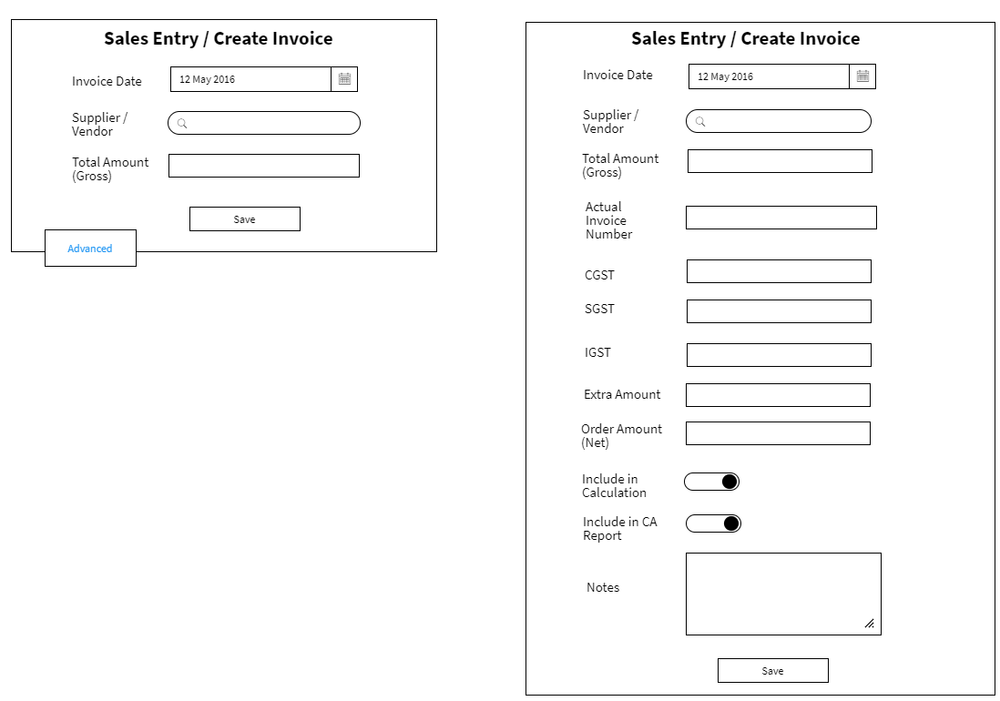 Sales Entry / Create Invoice
Invoice Date
12 May 2016
Supplier /
Vendor
Total Amount
(Gross)
Save
Advanced
Sales Entry / Create Invoice
Invoice Date
12 May 2016
Supplier /
Vendor
Total Amount
(Gross)
Actual
Invoice
Number
CGST
SGST
IGST
Extra Amount
Order Amount
(Net)
Include in
Calculation
Include in CA
Report
Notes
Save